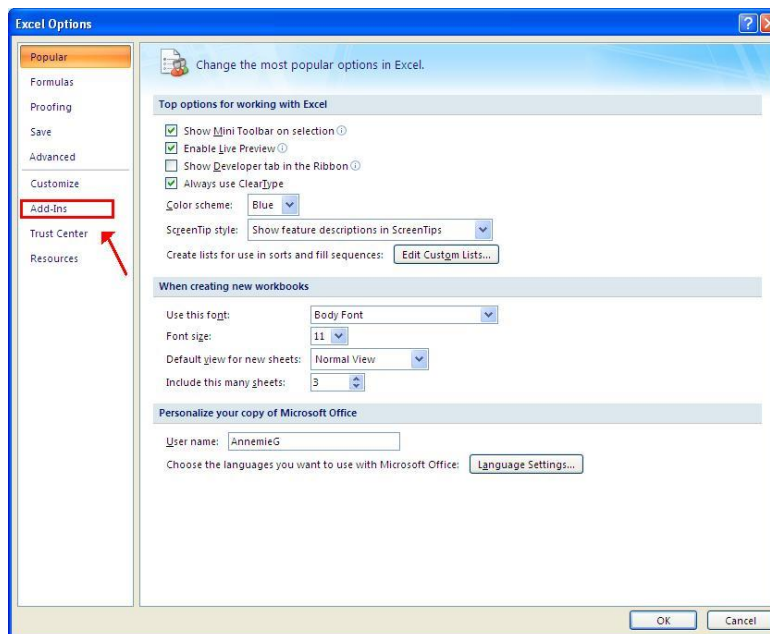 Excel Options
Popular
Formulas
Proofing
Save
Advanced
Customize
Add-Ins
Trust Center
Resources
Change the most popular options in Excel.
Top options for working with Excel
Show Mini Toolbar on selection
Enable Live Preview
Show Developer tab in the Ribbon
Always use ClearType
Color scheme: Blue
ScreenTip style: Show feature descriptions in ScreenTips
Create lists for use in sorts and fill sequences: Edit Custom Lists...
When creating new workbooks
Use this font: Body Font
Font size: 11
Default view for new sheets: Normal View
Include this many sheets: 3
Personalize your copy of Microsoft Office
User name: AnnemieG
Choose the languages you want to use with Microsoft Office: Language Settings...
OK Cancel